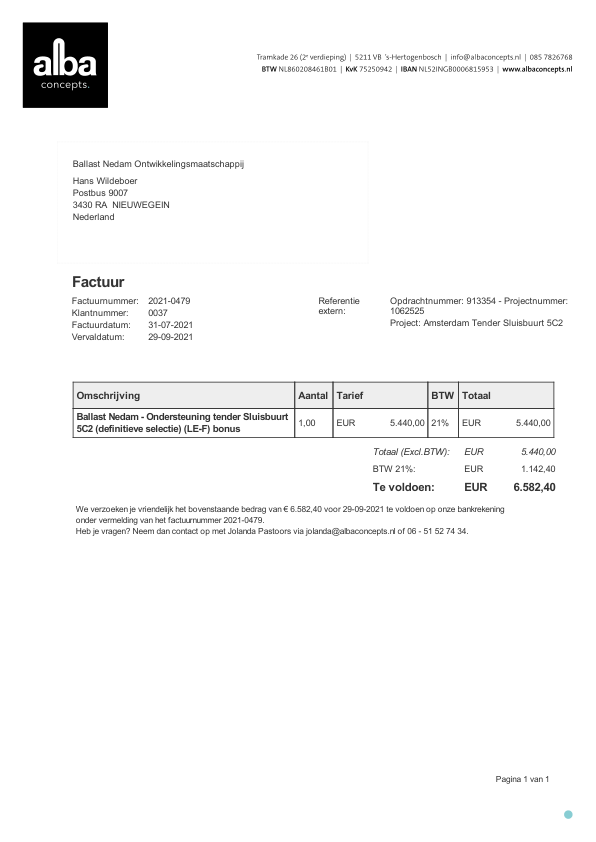 alba
concepts.
Tramkade 26 (2e verdieping) | 5211 VB 's-Hertogenbosch | info@albaconcepts.nl | 085 7826768
BTW NL860208461B01 | KvK 75250942 | IBAN NL52INGB0006815953 | www.albaconcepts.nl
Ballast Nedam Ontwikkelingsmaatschappij
Hans Wildeboer
Postbus 9007
3430 RA NIEUWEGEIN
Nederland
Factuur
Factuurnummer: 2021-0479
Klantnummer: 0037
Factuurdatum: 31-07-2021
Vervaldatum: 29-09-2021
Referentie
extern:
Opdrachtnummer: 913354 - Projectnummer:
1062525
Project: Amsterdam Tender Sluisbuurt 5C2
Omschrijving Aantal Tarief BTW Totaal
Ballast Nedam - Ondersteuning tender Sluisbuurt
5C2 (definitieve selectie) (LE-F) bonus
1,00 EUR 5.440,00 21% EUR 5.440,00
Totaal (Excl.BTW): EUR 5.440,00
BTW 21%: EUR 1.142,40
Te voldoen: EUR 6.582,40
We verzoeken je vriendelijk het bovenstaande bedrag van € 6.582,40 voor 29-09-2021 te voldoen op onze bankrekening
onder vermelding van het factuurnummer 2021-0479.
Heb je vragen? Neem dan contact op met Jolanda Pastoors via jolanda@albaconcepts.nl of 06 - 51 52 74 34.
Pagina 1 van 1